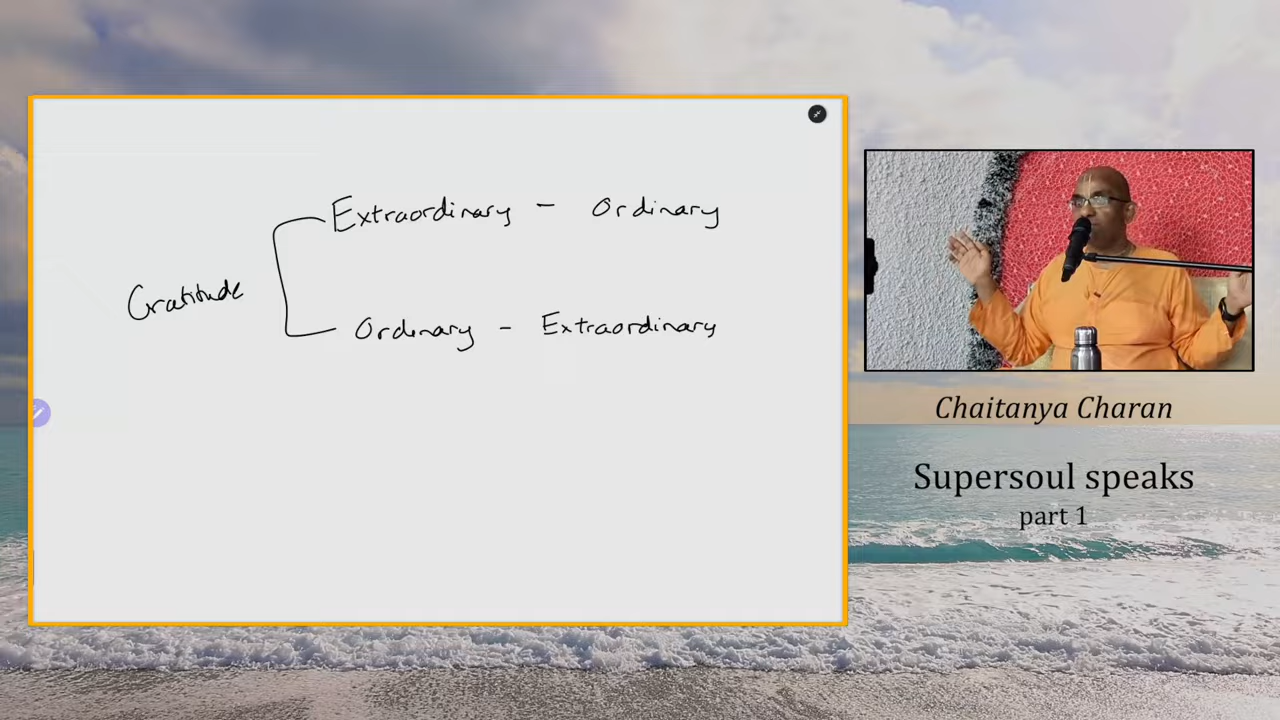 Extraordinary - Ordinary
Gratitude
Ordinary - Extraordinary
Chaitanya Charan
Supersoul speaks
part 1